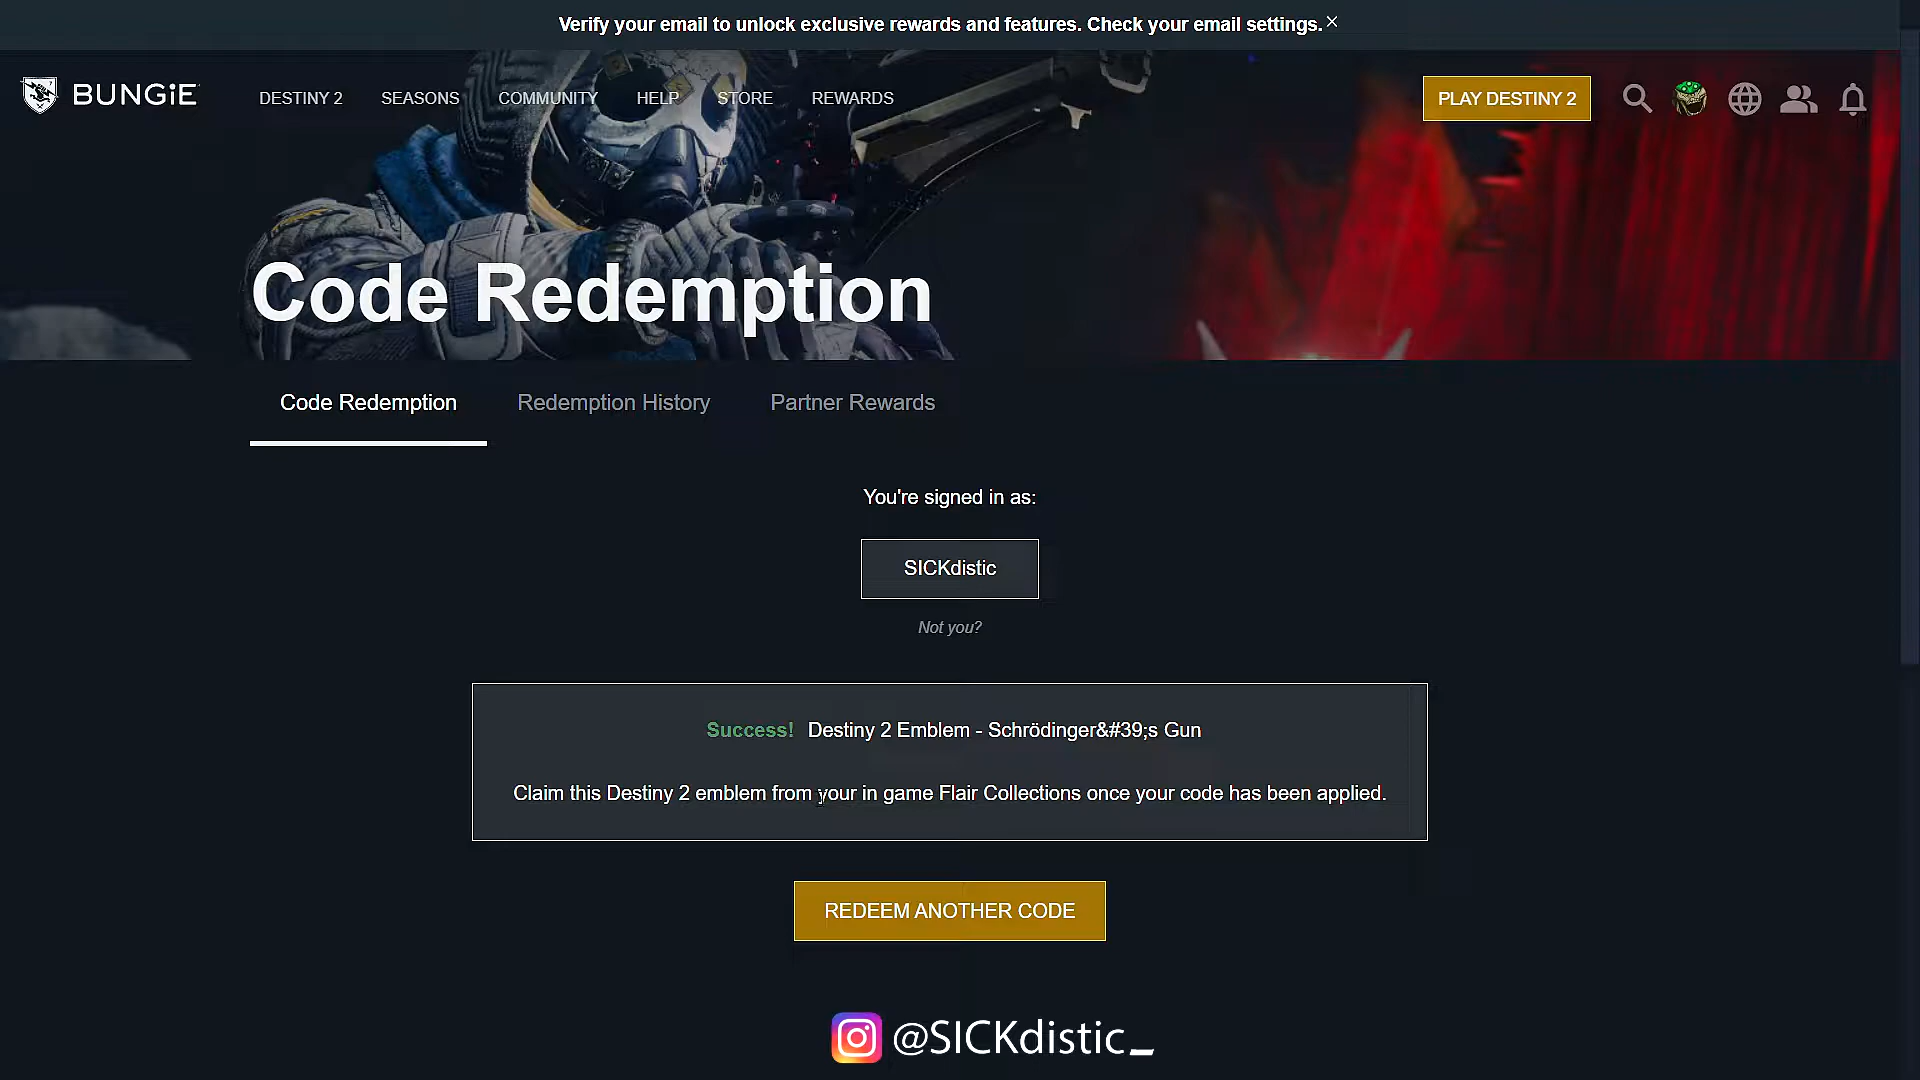 Verify your email to unlock exclusive rewards and features. Check your email settings.
BUNGiE
DESTINY 2 SEASONS COMMUNITY HELP STORE REWARDS
PLAY DESTINY 2
Code Redemption
Code Redemption Redemption History Partner Rewards
You're signed in as:
SICKdistic
Not you?
Success! Destiny 2 Emblem - Schrödinger&#39;s Gun
Claim this Destiny 2 emblem from your in game Flair Collections once your code has been applied.
REDEEM ANOTHER CODE
@SICKdistic_